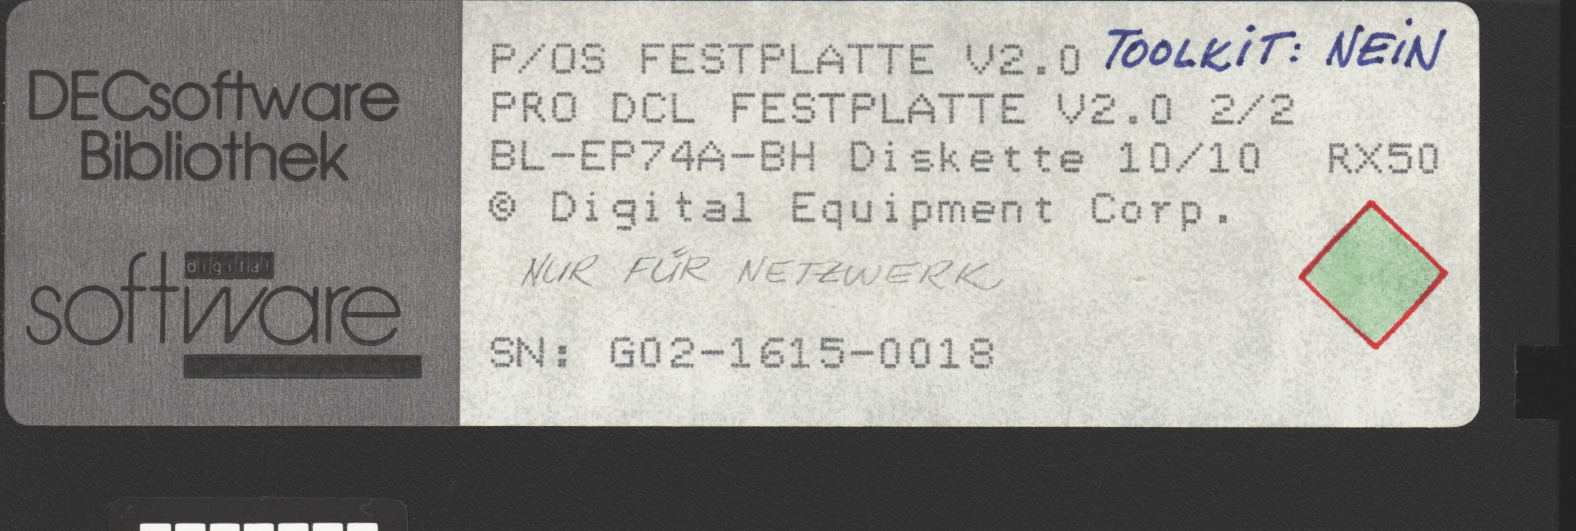 DECsoftware
Bibliothek
digital
software
P/OS FESTPLATTE V2.0 TOOLKiT: NEiN
PRO DCL FESTPLATTE V2.0 2/2
BL-EP74A-BH Diskette 10/10 RX50
© Digital Equipment Corp.
NUR FÜR NETZWERK
SN: G02-1615-0018